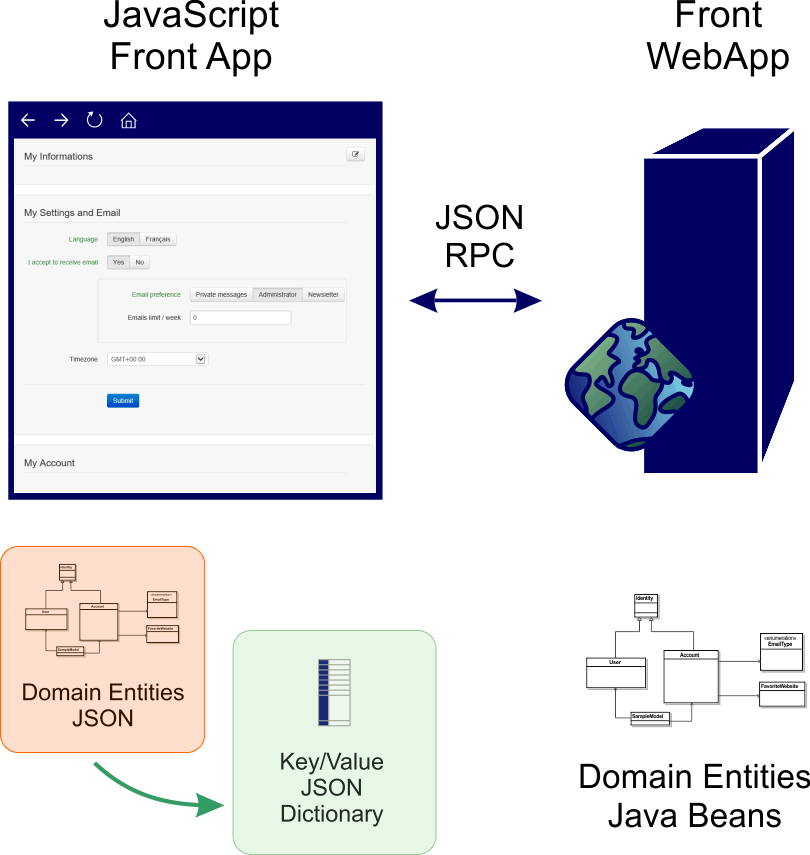 JavaScript
Front App
Front
WebApp
My Informations
My Settings and Email
Language
English
Français
I accept to receive email
Yes
No
Email preference
Private messages
Administrator
Newsletter
Emails limit / week
0
Timezone
GMT+00:00
Submit
My Account
JSON
RPC
Identity
User
Account
«enumeration»
EmailType
FavoriteWebsite
SampleModel
Domain Entities
JSON
Key/Value
JSON
Dictionary
Identity
User
Account
«enumeration»
EmailType
FavoriteWebsite
SampleModel
Domain Entities
Java Beans